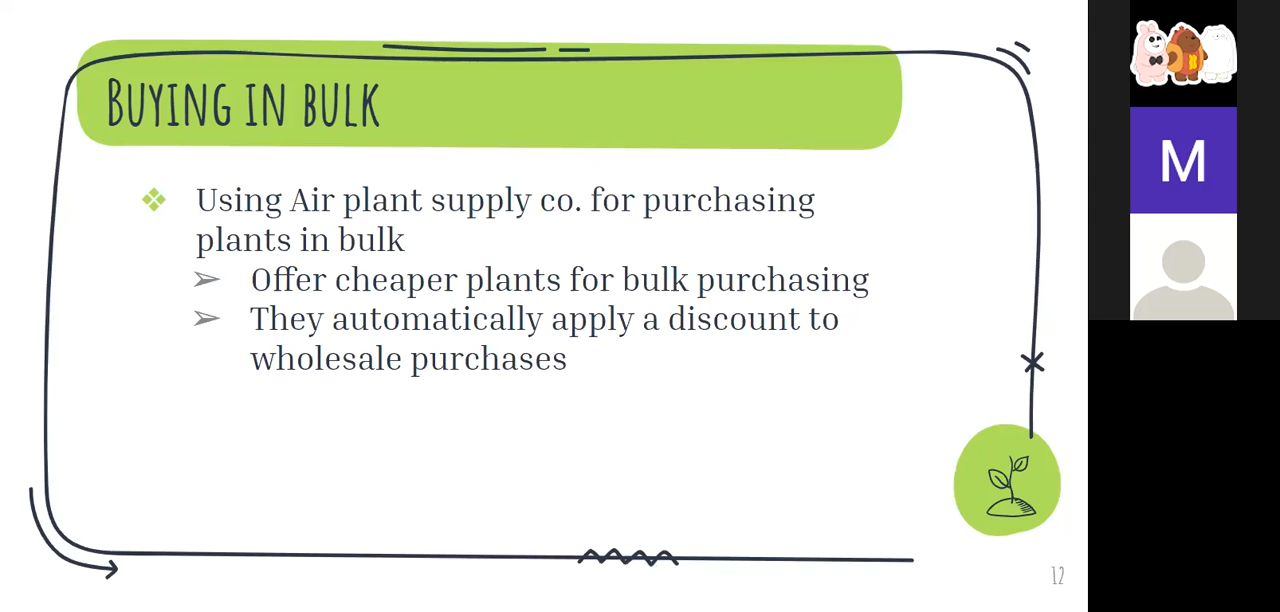 Buying in bulk
Using Air plant supply co. for purchasing
plants in bulk
Offer cheaper plants for bulk purchasing
They automatically apply a discount to
wholesale purchases
12
M